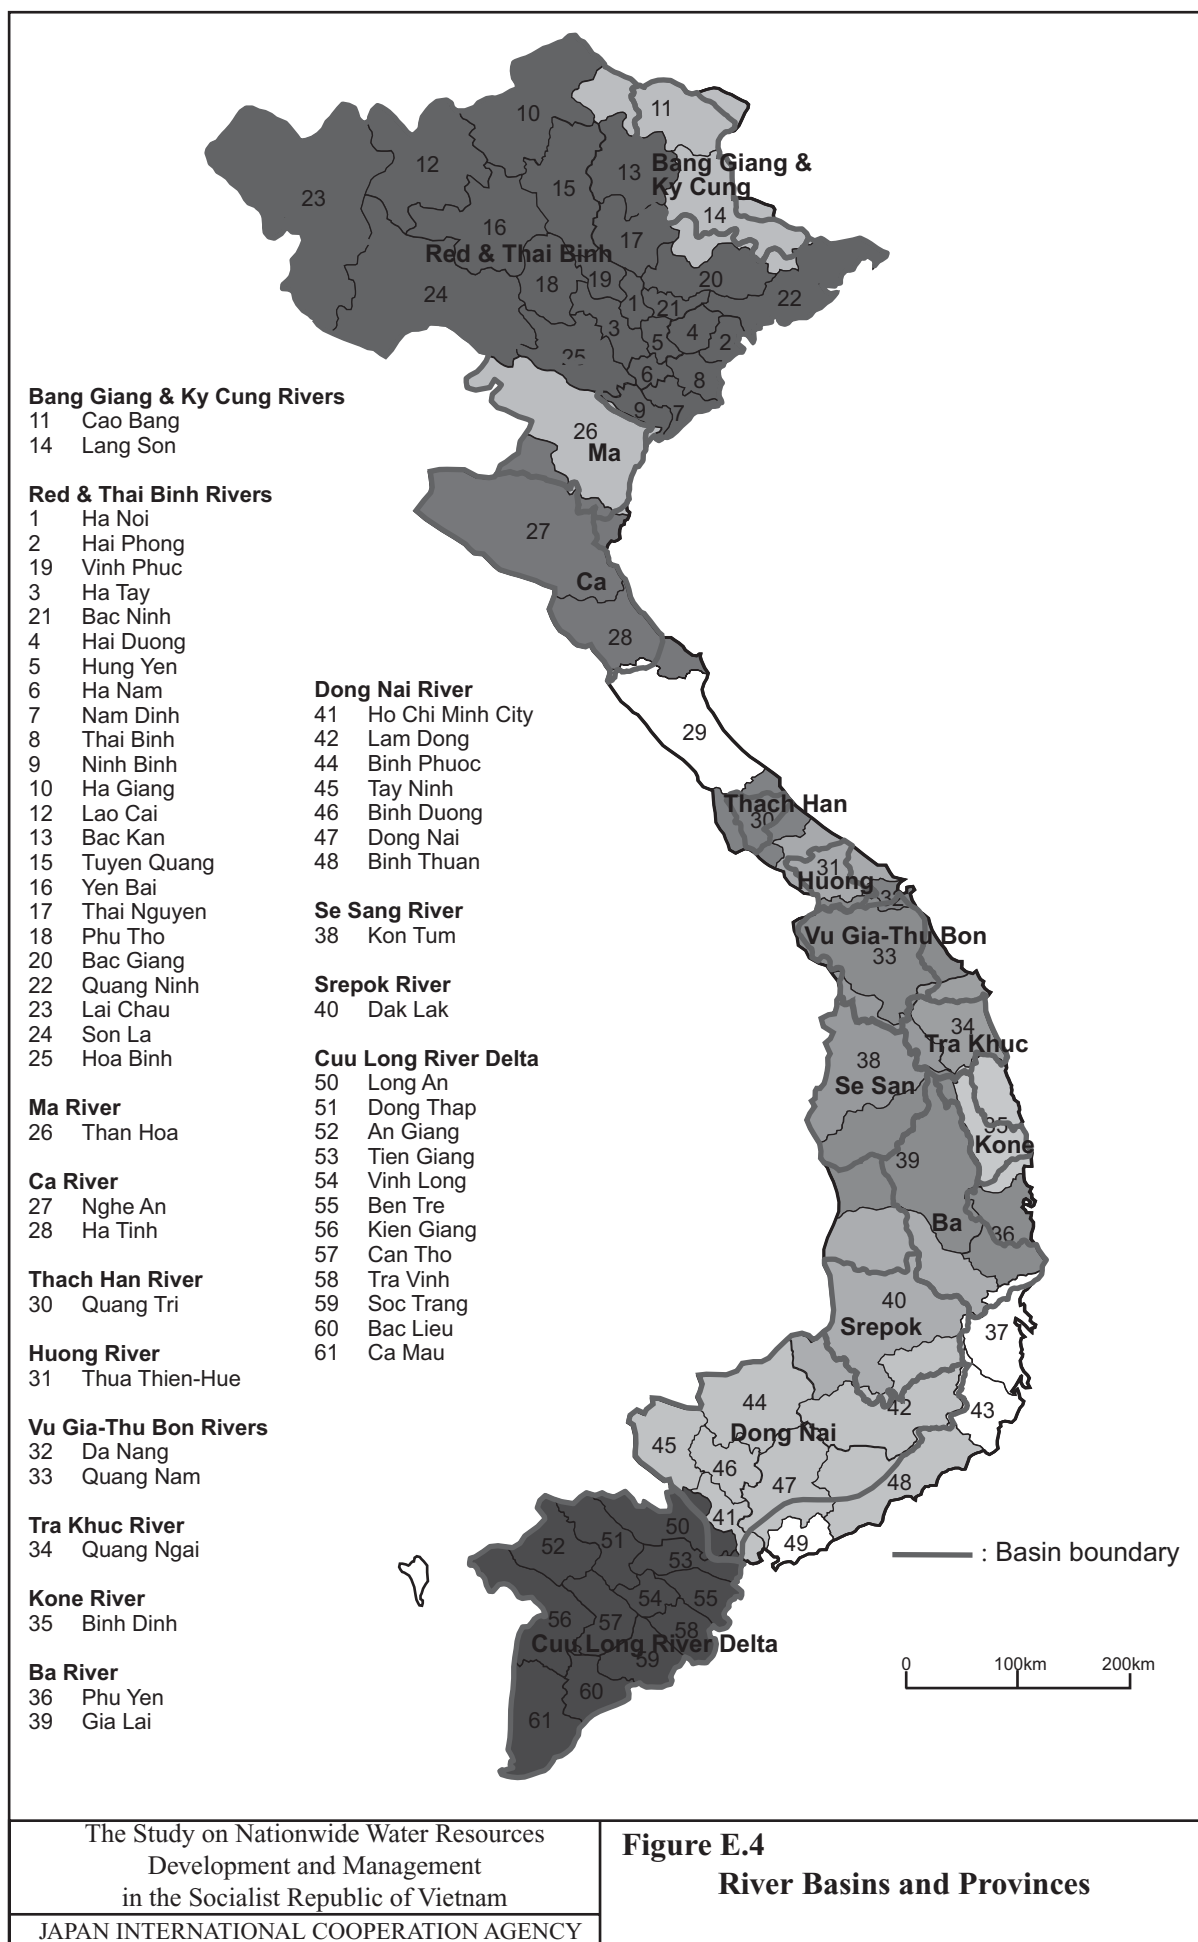 10
11
12
13
Bang Giang &
Ky Cung
15
23
14
16
17
Red & Thai Binh
18
19
20
24
22
1
21
3
4
5
2
25
6
8
9
7
26
Ma
27
Ca
28
29
Thach Han
30
31
Huong
32
Vu Gia-Thu Bon
33
34
Tra Khuc
38
Se San
35
Kone
39
Ba
36
40
Srepok
37
44
42
43
Dong Nai
45
46
47
48
41
49
50
51
52
53
54
55
56
57
58
Cuu Long River Delta
59
60
61
Bang Giang & Ky Cung Rivers
11 Cao Bang
14 Lang Son
Red & Thai Binh Rivers
1 Ha Noi
2 Hai Phong
19 Vinh Phuc
3 Ha Tay
21 Bac Ninh
4 Hai Duong
5 Hung Yen
6 Ha Nam
7 Nam Dinh
8 Thai Binh
9 Ninh Binh
10 Ha Giang
12 Lao Cai
13 Bac Kan
15 Tuyen Quang
16 Yen Bai
17 Thai Nguyen
18 Phu Tho
20 Bac Giang
22 Quang Ninh
23 Lai Chau
24 Son La
25 Hoa Binh
Ma River
26 Than Hoa
Ca River
27 Nghe An
28 Ha Tinh
Thach Han River
30 Quang Tri
Huong River
31 Thua Thien-Hue
Vu Gia-Thu Bon Rivers
32 Da Nang
33 Quang Nam
Tra Khuc River
34 Quang Ngai
Kone River
35 Binh Dinh
Ba River
36 Phu Yen
39 Gia Lai
Dong Nai River
41 Ho Chi Minh City
42 Lam Dong
44 Binh Phuoc
45 Tay Ninh
46 Binh Duong
47 Dong Nai
48 Binh Thuan
Se Sang River
38 Kon Tum
Srepok River
40 Dak Lak
Cuu Long River Delta
50 Long An
51 Dong Thap
52 An Giang
53 Tien Giang
54 Vinh Long
55 Ben Tre
56 Kien Giang
57 Can Tho
58 Tra Vinh
59 Soc Trang
60 Bac Lieu
61 Ca Mau
: Basin boundary
0 100km 200km
The Study on Nationwide Water Resources
Development and Management
in the Socialist Republic of Vietnam
JAPAN INTERNATIONAL COOPERATION AGENCY
Figure E.4
River Basins and Provinces